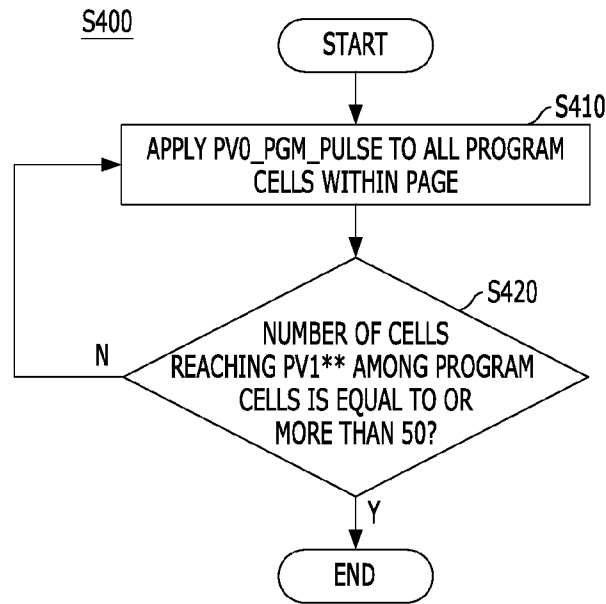 S400
START
S410
APPLY PV0_PGM_PULSE TO ALL PROGRAM
CELLS WITHIN PAGE
S420
NUMBER OF CELLS
REACHING PV1** AMONG PROGRAM
CELLS IS EQUAL TO OR
MORE THAN 50?
N
Y
END